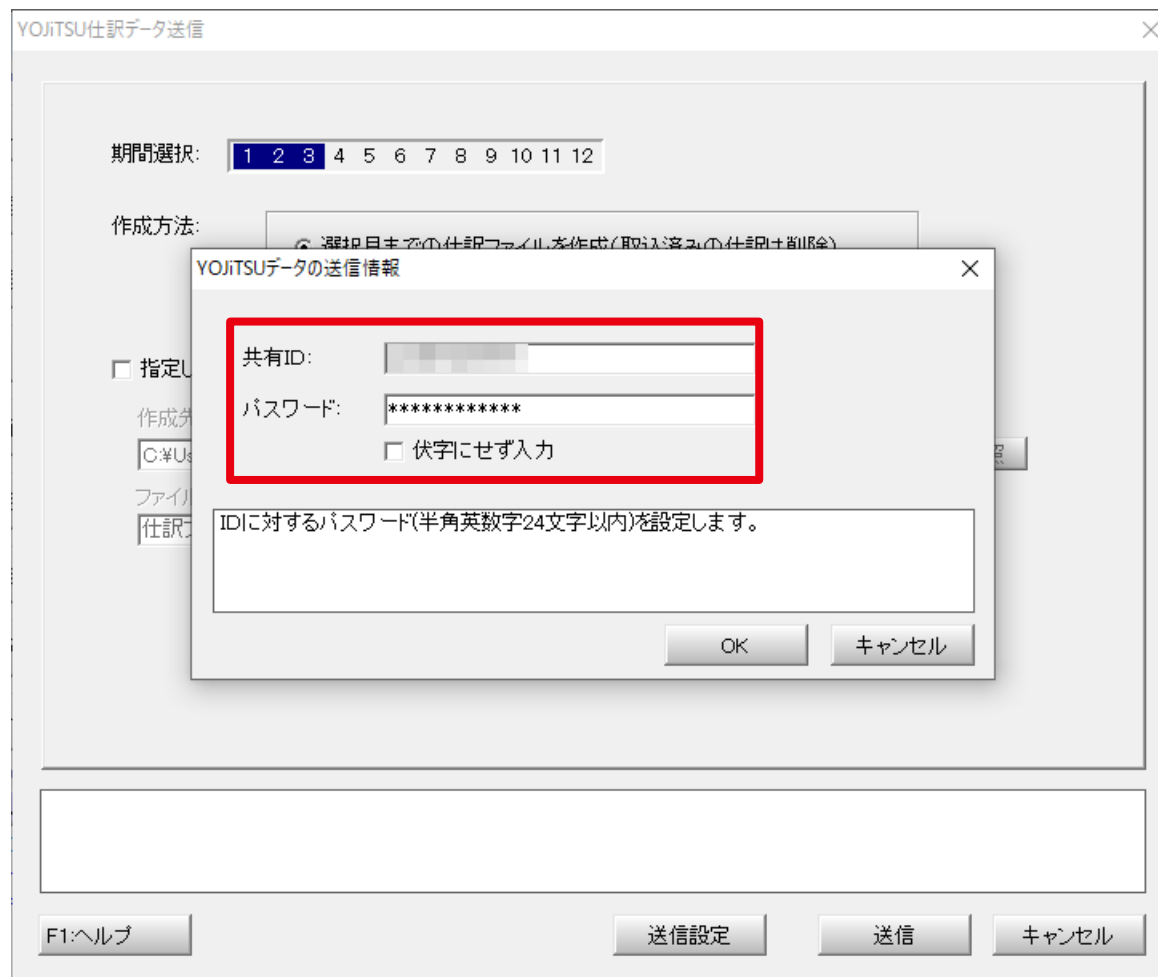 YOJiTSU仕訳データ送信
期間選択: 1 2 3 4 5 6 7 8 9 10 11 12
作成方法:
選択月までの仕訳ファイルを作成(取込済みの仕訳は削除)
YOJiTSUデータの送信情報
共有ID:
パスワード: ************
伏字にせず入力
指定し
作成先
C:¥Us
照
ファイル
仕訳フ
IDに対するパスワード(半角英数字24文字以内)を設定します。
OK キャンセル
F1:ヘルプ 送信設定 送信 キャンセル